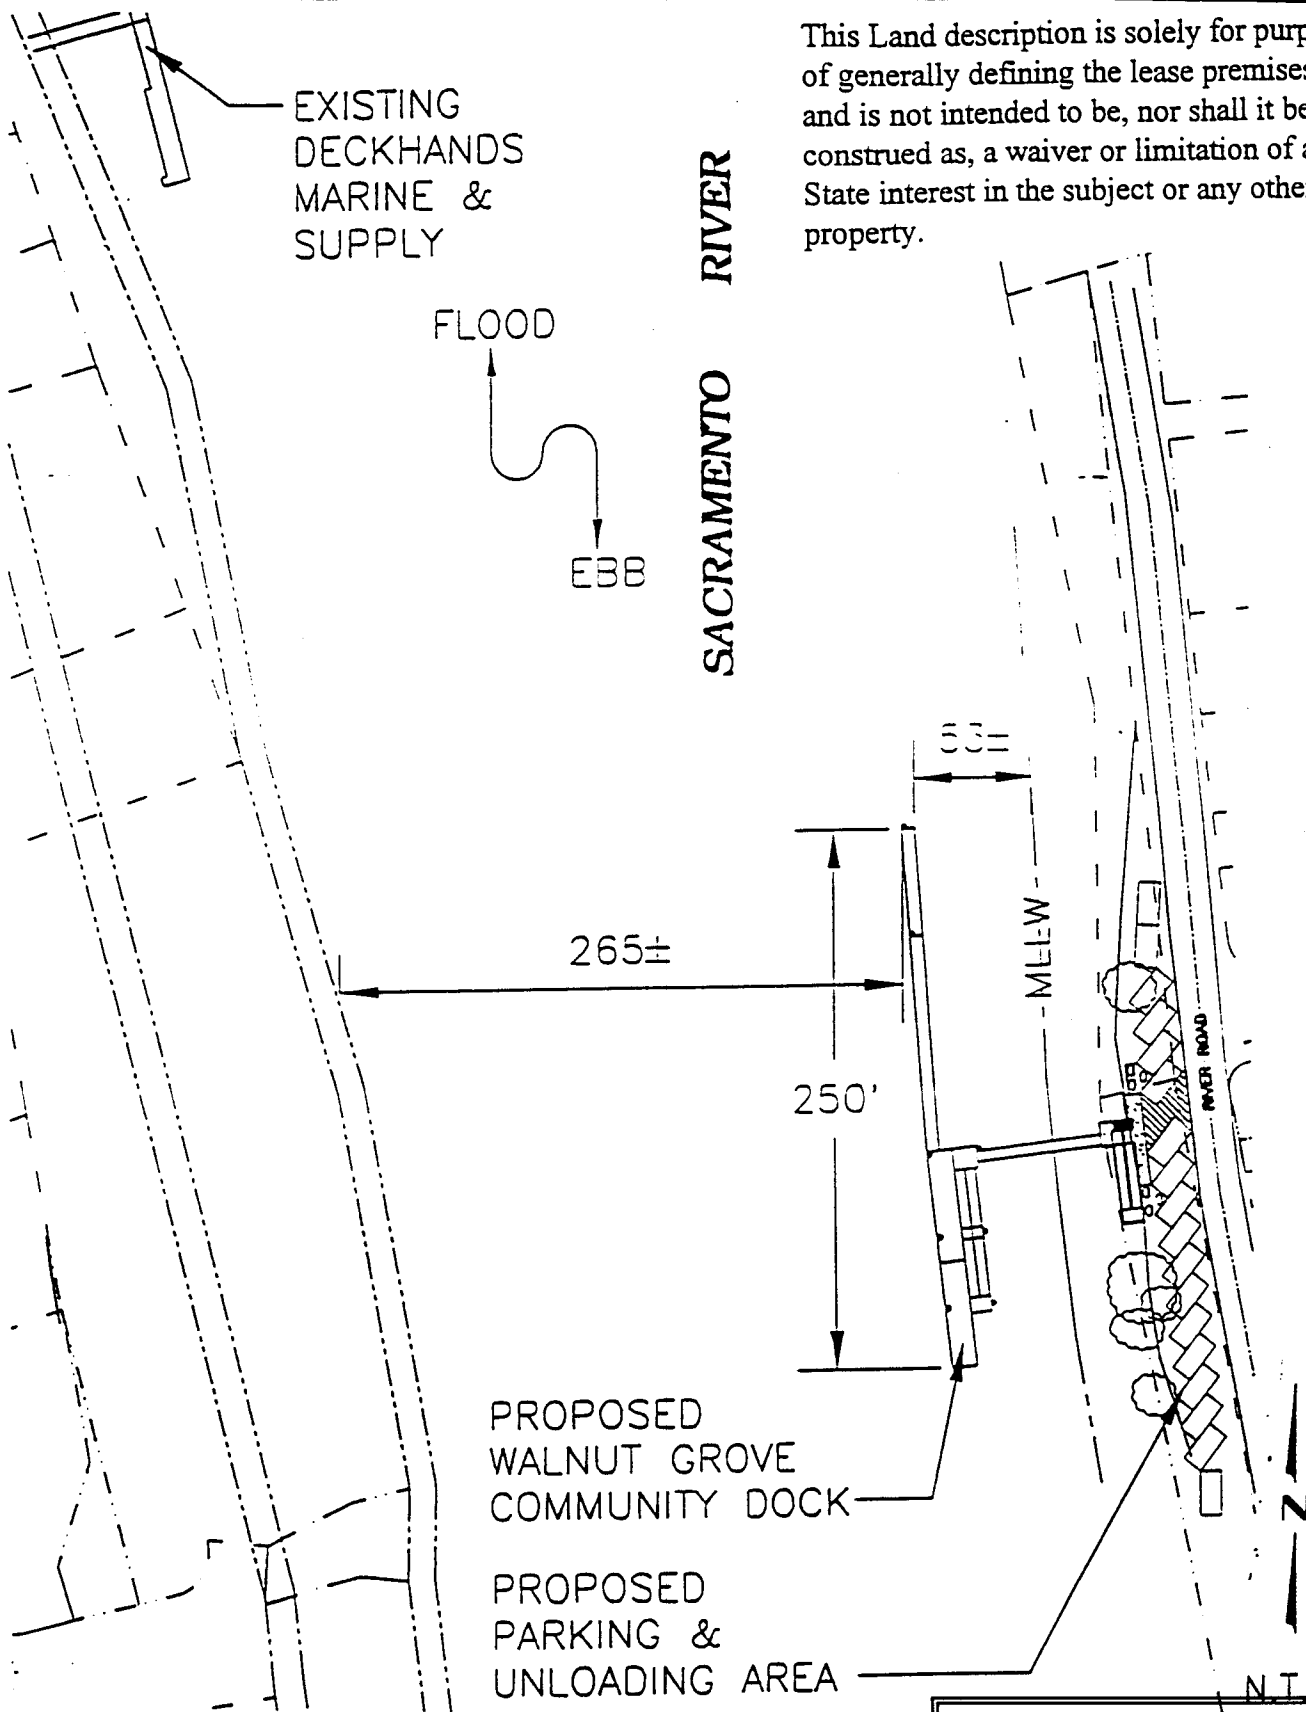 This Land description is solely for purp
of generally defining the lease premises
and is not intended to be, nor shall it be
construed as, a waiver or limitation of a
State interest in the subject or any other
property.
EXISTING
DECKHANDS
MARINE &
SUPPLY
FLOOD
EBB
SACRAMENTO RIVER
265±
250'
MLLW
RIVER ROAD
PROPOSED
WALNUT GROVE
COMMUNITY DOCK
PROPOSED
PARKING &
UNLOADING AREA
N
N.T